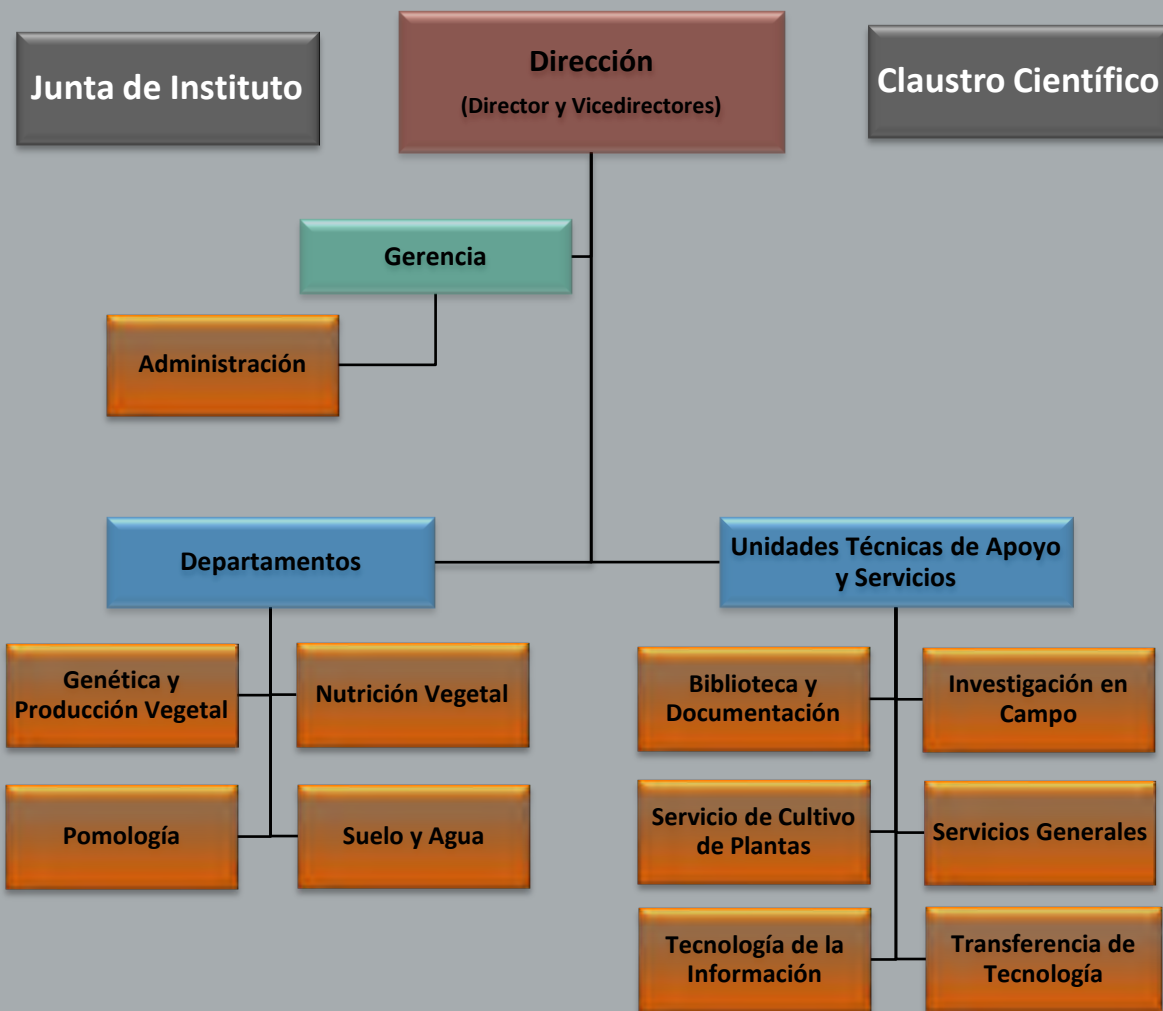 Junta de Instituto
Dirección
(Director y Vicedirectores)
Claustro Científico
Gerencia
Administración
Departamentos
Unidades Técnicas de Apoyo
y Servicios
Genética y
Producción Vegetal
Nutrición Vegetal
Biblioteca y
Documentación
Investigación en
Campo
Pomología
Suelo y Agua
Servicio de Cultivo
de Plantas
Servicios Generales
Tecnología de la
Información
Transferencia de
Tecnología